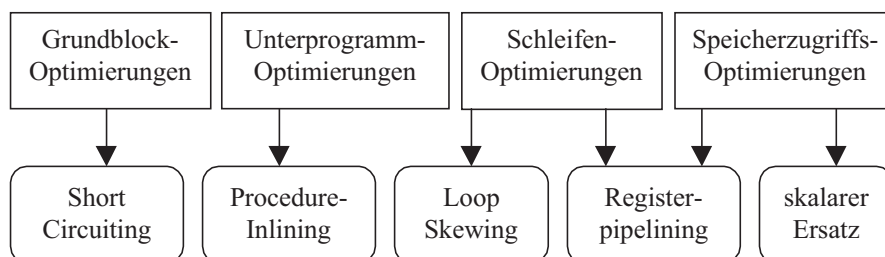 Grundblock-
Optimierungen
Unterprogramm-
Optimierungen
Schleifen-
Optimierungen
Speicherzugriffs-
Optimierungen
Short
Circuiting
Procedure-
Inlining
Loop
Skewing
Register-
pipelining
skalarer
Ersatz